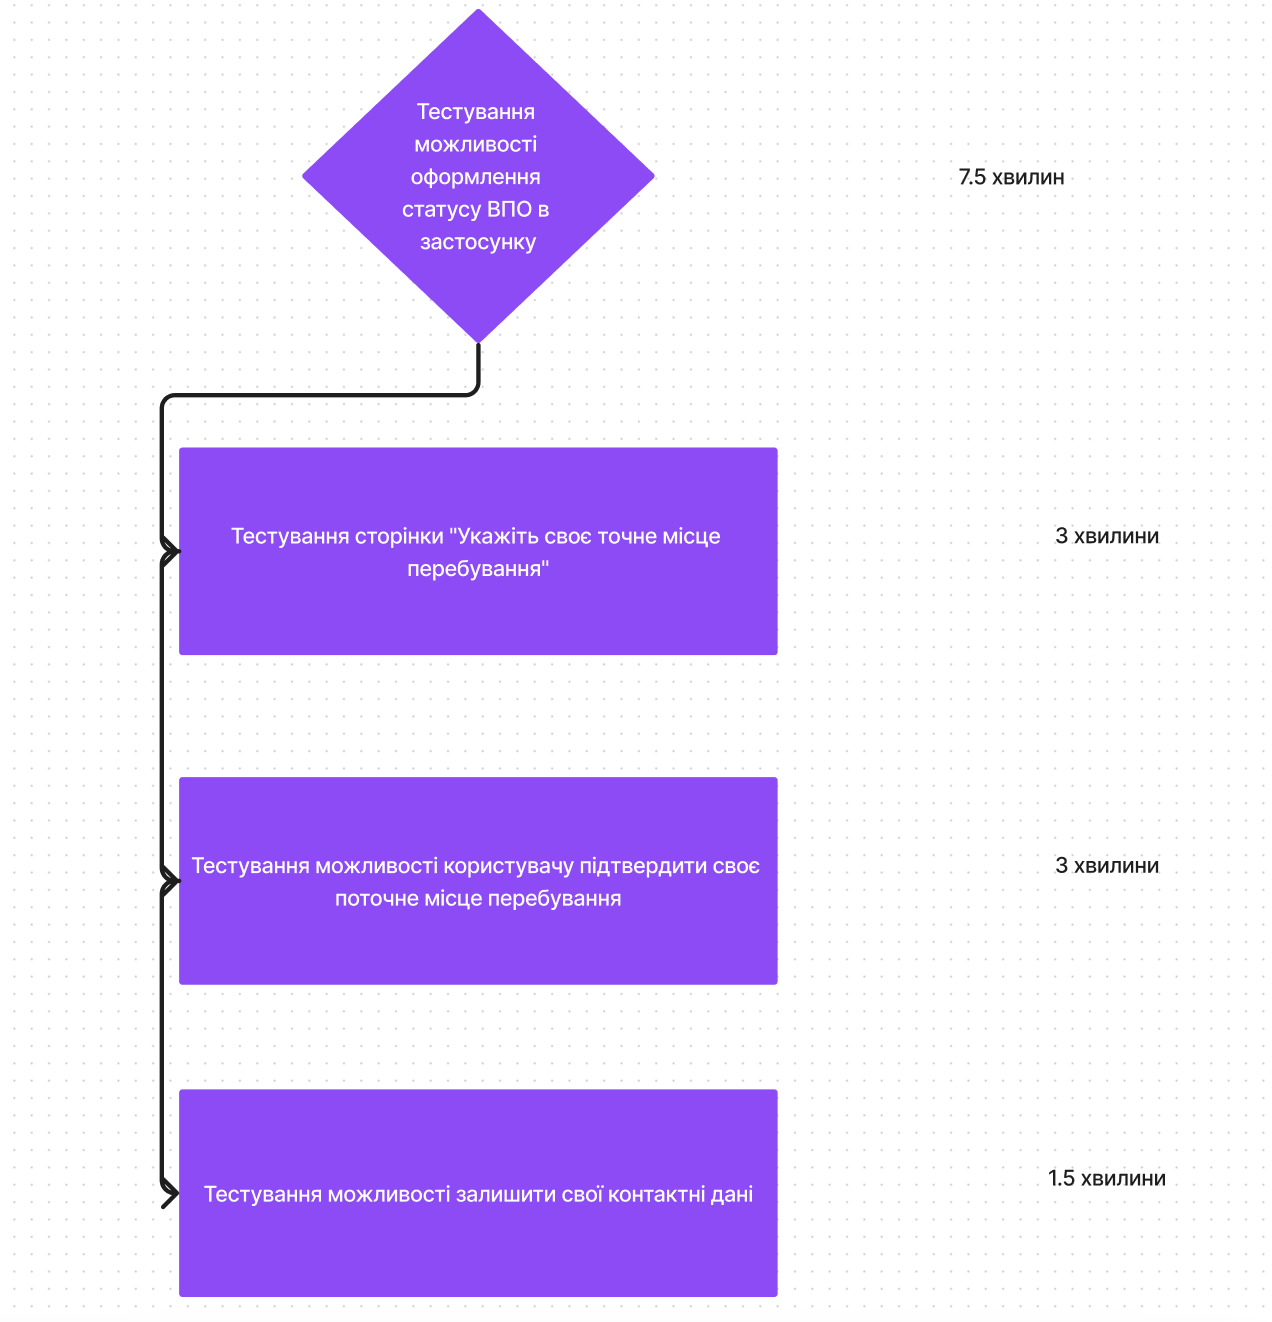 Тестування
можливості
оформлення
статусу ВПО в
застосунку
7.5 хвилин
Тестування сторінки "Укажіть своє точне місце
перебування"
3 хвилини
Тестування можливості користувачу підтвердити своє
поточне місце перебування
3 хвилини
Тестування можливості залишити свої контактні дані
1.5 хвилини